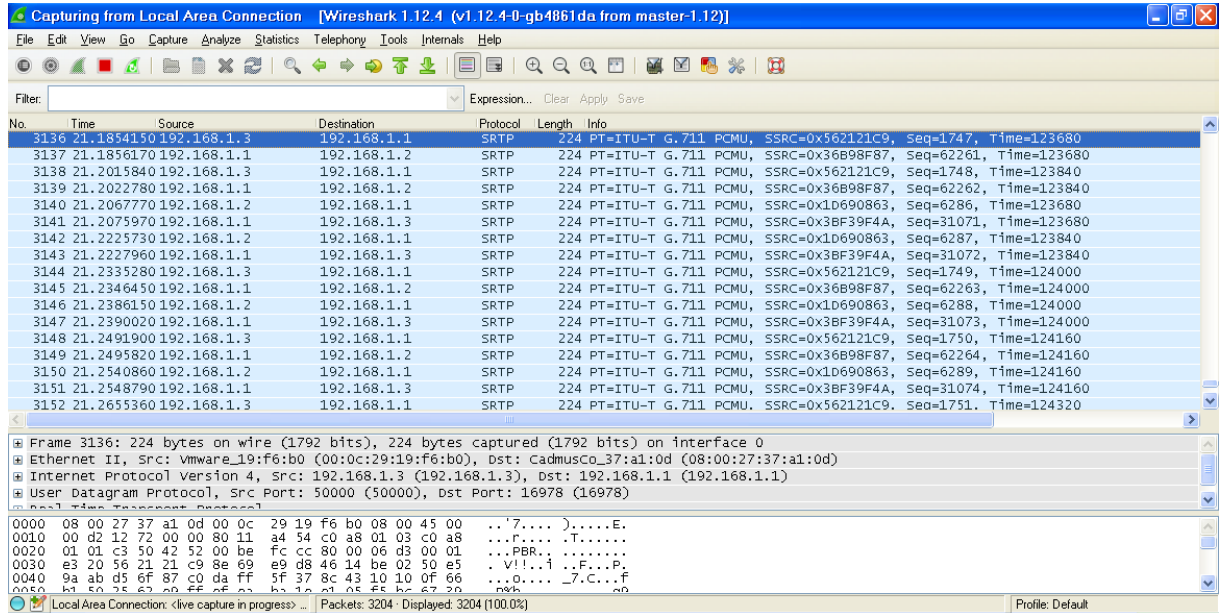 Capturing from Local Area Connection [Wireshark 1.12.4 (v1.12.4-0-gb4861da from master-1.12)]
File Edit View Go Capture Analyze Statistics Telephony Tools Internals Help
Filter: Expression... Clear Apply Save
No. Time Source Destination Protocol Length Info
3136 21.1854150 192.168.1.3 192.168.1.1 SRTP 224 PT=ITU-T G.711 PCMU, SSRC=0x562121C9, Seq=1747, Time=123680
3137 21.1856170 192.168.1.1 192.168.1.2 SRTP 224 PT=ITU-T G.711 PCMU, SSRC=0x36B98F87, Seq=62261, Time=123680
3138 21.2015840 192.168.1.3 192.168.1.1 SRTP 224 PT=ITU-T G.711 PCMU, SSRC=0x562121C9, Seq=1748, Time=123840
3139 21.2022780 192.168.1.1 192.168.1.2 SRTP 224 PT=ITU-T G.711 PCMU, SSRC=0x36B98F87, Seq=62262, Time=123840
3140 21.2067770 192.168.1.2 192.168.1.1 SRTP 224 PT=ITU-T G.711 PCMU, SSRC=0x1D690863, Seq=6286, Time=123680
3141 21.2075970 192.168.1.1 192.168.1.3 SRTP 224 PT=ITU-T G.711 PCMU, SSRC=0x3BF39F4A, Seq=31071, Time=123680
3142 21.2225730 192.168.1.2 192.168.1.1 SRTP 224 PT=ITU-T G.711 PCMU, SSRC=0x1D690863, Seq=6287, Time=123840
3143 21.2227960 192.168.1.1 192.168.1.3 SRTP 224 PT=ITU-T G.711 PCMU, SSRC=0x3BF39F4A, Seq=31072, Time=123840
3144 21.2335280 192.168.1.3 192.168.1.1 SRTP 224 PT=ITU-T G.711 PCMU, SSRC=0x562121C9, Seq=1749, Time=124000
3145 21.2346450 192.168.1.1 192.168.1.2 SRTP 224 PT=ITU-T G.711 PCMU, SSRC=0x36B98F87, Seq=62263, Time=124000
3146 21.2386150 192.168.1.2 192.168.1.1 SRTP 224 PT=ITU-T G.711 PCMU, SSRC=0x1D690863, Seq=6288, Time=124000
3147 21.2390020 192.168.1.1 192.168.1.3 SRTP 224 PT=ITU-T G.711 PCMU, SSRC=0x3BF39F4A, Seq=31073, Time=124000
3148 21.2491900 192.168.1.3 192.168.1.1 SRTP 224 PT=ITU-T G.711 PCMU, SSRC=0x562121C9, Seq=1750, Time=124160
3149 21.2495820 192.168.1.1 192.168.1.2 SRTP 224 PT=ITU-T G.711 PCMU, SSRC=0x36B98F87, Seq=62264, Time=124160
3150 21.2540860 192.168.1.2 192.168.1.1 SRTP 224 PT=ITU-T G.711 PCMU, SSRC=0x1D690863, Seq=6289, Time=124160
3151 21.2548790 192.168.1.1 192.168.1.3 SRTP 224 PT=ITU-T G.711 PCMU, SSRC=0x3BF39F4A, Seq=31074, Time=124160
3152 21.2655360 192.168.1.3 192.168.1.1 SRTP 224 PT=ITU-T G.711 PCMU, SSRC=0x562121C9, Seq=1751, Time=124320
Frame 3136: 224 bytes on wire (1792 bits), 224 bytes captured (1792 bits) on interface 0
Ethernet II, Src: Vmware_19:f6:b0 (00:0c:29:19:f6:b0), Dst: CadmusCo_37:a1:0d (08:00:27:37:a1:0d)
Internet Protocol Version 4, Src: 192.168.1.3 (192.168.1.3), Dst: 192.168.1.1 (192.168.1.1)
User Datagram Protocol, Src Port: 50000 (50000), Dst Port: 16978 (16978)
Real-Time Transport Protocol
0000 08 00 27 37 a1 0d 00 0c 29 19 f6 b0 08 00 45 00 ..'7.... ).....E.
0010 00 d2 12 72 00 00 80 11 a4 54 c0 a8 01 03 c0 a8 ...r.... .T......
0020 01 01 c3 50 42 52 00 be fc cc 80 00 06 d3 00 01 ...PBR.. ........
0030 e3 20 56 21 21 c9 8e 69 e9 d8 46 14 be 02 50 e5 . V!!..i ..F...P.
0040 9a ab d5 6f 87 c0 da ff 5f 37 8c 43 10 10 0f 66 ...o.... _7.C...f
Local Area Connection: <live capture in progress> ... Packets: 3204 · Displayed: 3204 (100.0%) Profile: Default